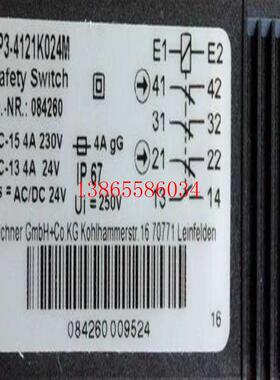 P3-4121K024M
E1 E2
afety Switch
.-NR.: 084260
41 42
C-15 4A 230V
4A gG
31 32
C-13 4A 24V
IP 67
21 22
= AC/DC 24V
Ui = 250V
13 14
13865586034
chner GmbH+Co.KG Kohlhammerstr.16 70771 Leinfelden
084260 009524
16